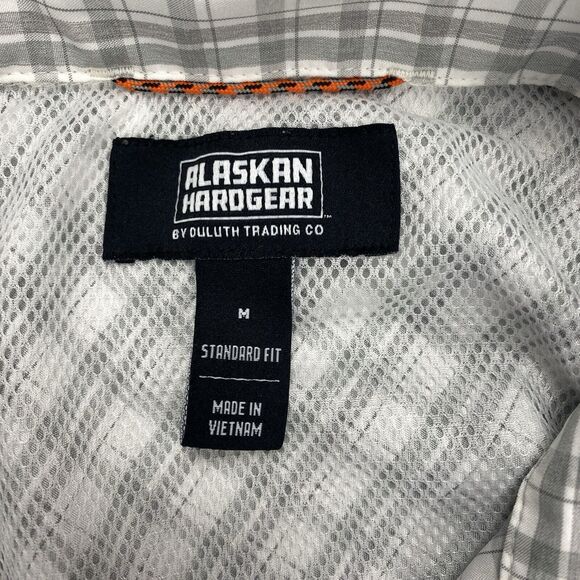 ALASKAN
HARDGEAR
BY DULUTH TRADING CO
M
STANDARD FIT
MADE IN
VIETNAM